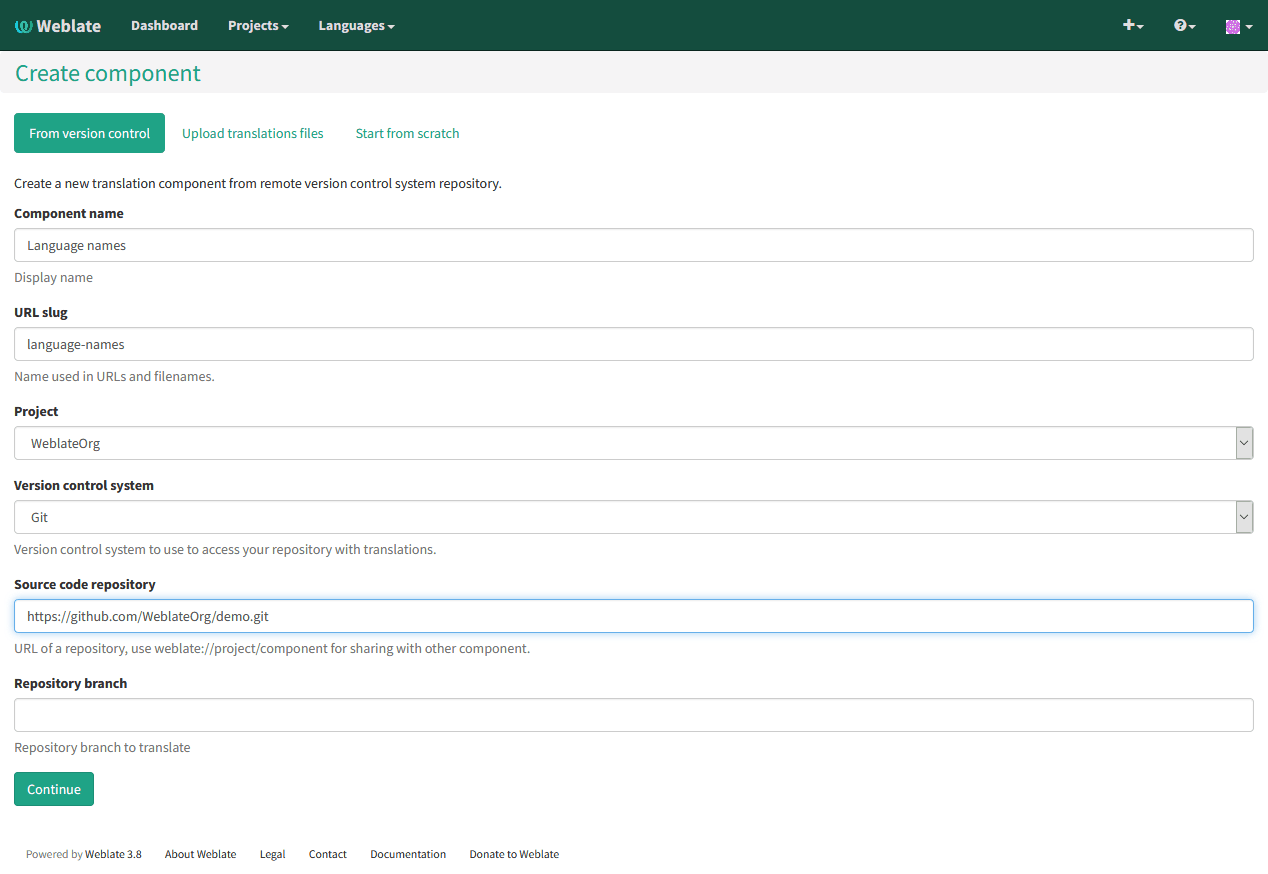 Weblate Dashboard Projects Languages
Create component
From version control Upload translations files Start from scratch
Create a new translation component from remote version control system repository.
Component name
Language names
Display name
URL slug
language-names
Name used in URLs and filenames.
Project
WeblateOrg
Version control system
Git
Version control system to use to access your repository with translations.
Source code repository
https://github.com/WeblateOrg/demo.git
URL of a repository, use weblate://project/component for sharing with other component.
Repository branch
Repository branch to translate
Continue
Powered by Weblate 3.8 About Weblate Legal Contact Documentation Donate to Weblate